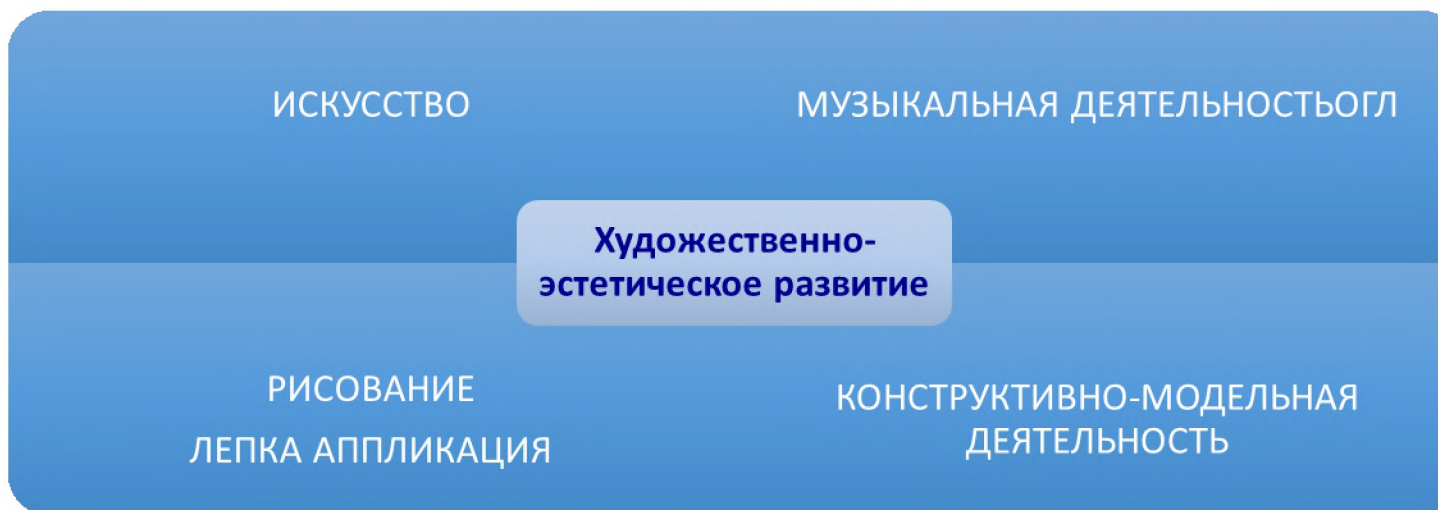 ИСКУССТВО
МУЗЫКАЛЬНАЯ ДЕЯТЕЛЬНОСТЬОГЛ
Художественно-
эстетическое развитие
РИСОВАНИЕ
ЛЕПКА АППЛИКАЦИЯ
КОНСТРУКТИВНО-МОДЕЛЬНАЯ
ДЕЯТЕЛЬНОСТЬ